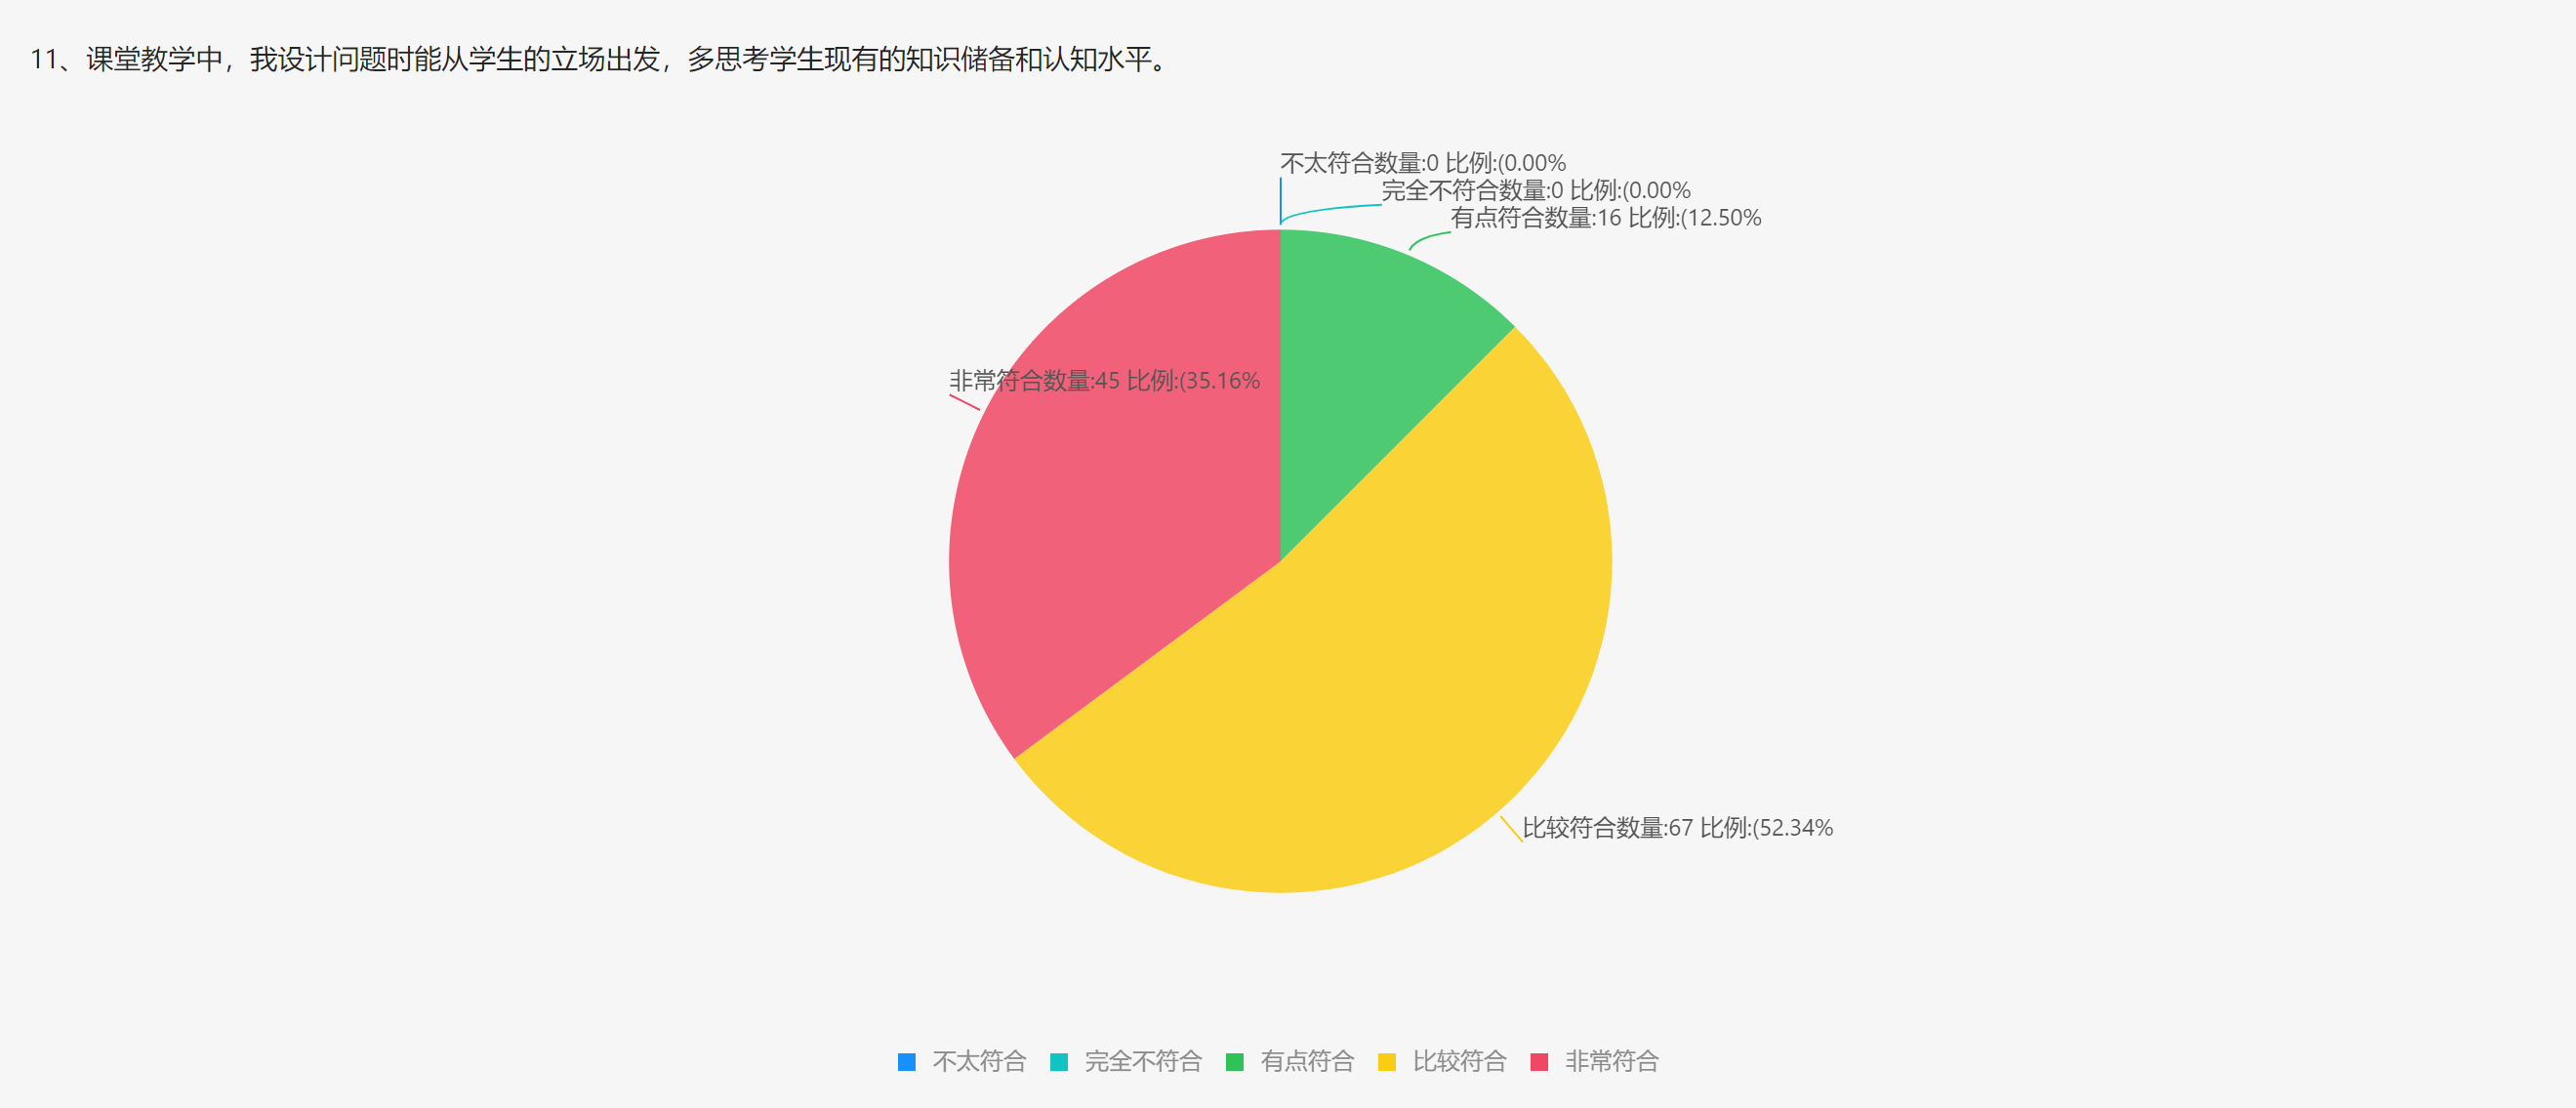 11、课堂教学中，我设计问题时能从学生的立场出发，多思考学生现有的知识储备和认知水平。
不太符合数量:0 比例:(0.00%
完全不符合数量:0 比例:(0.00%
有点符合数量:16 比例:(12.50%
非常符合数量:45 比例:(35.16%
比较符合数量:67 比例:(52.34%
不太符合 完全不符合 有点符合 比较符合 非常符合